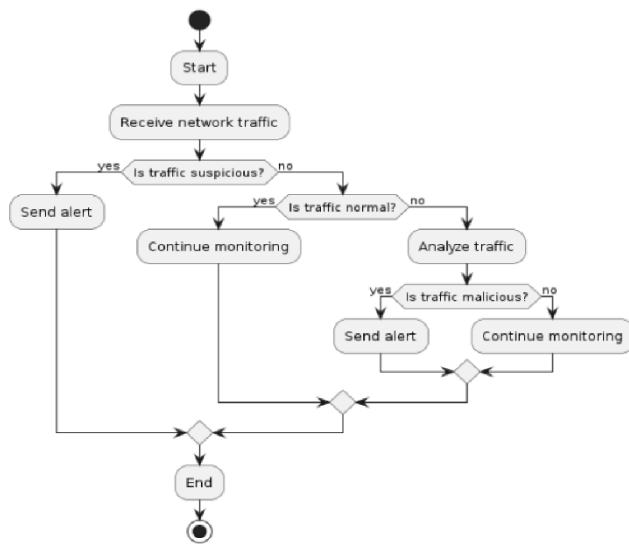 Start
Receive network traffic
yes
Is traffic suspicious?
no
Send alert
yes
Is traffic normal?
no
Continue monitoring
Analyze traffic
yes
Is traffic malicious?
no
Send alert
Continue monitoring
End